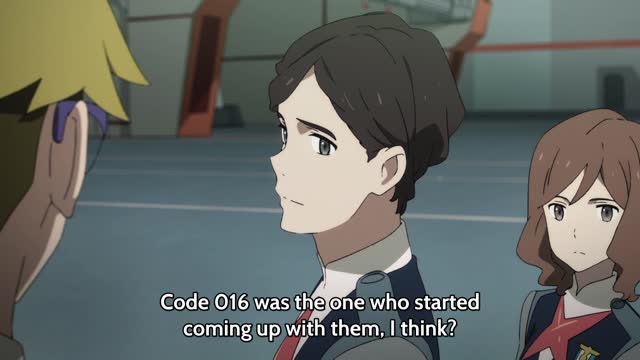 Code 016 was the one who started
coming up with them, I think?